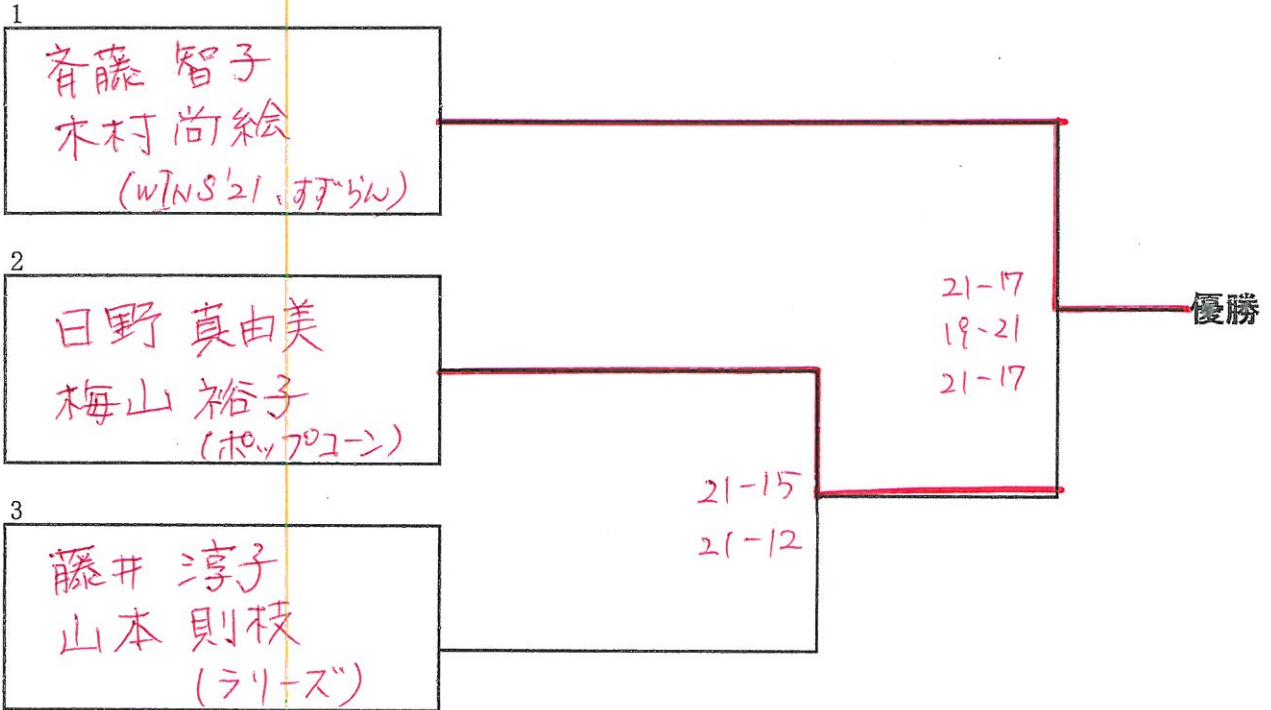 1
斉藤 智子
木村 尚絵
(WINS'21、すずらん)
2
日野 真由美
梅山 裕子
(ポップコーン)
3
藤井 淳子
山本 則枝
(ラリーズ)
21-15
21-12
21-17
19-21
21-17
優勝